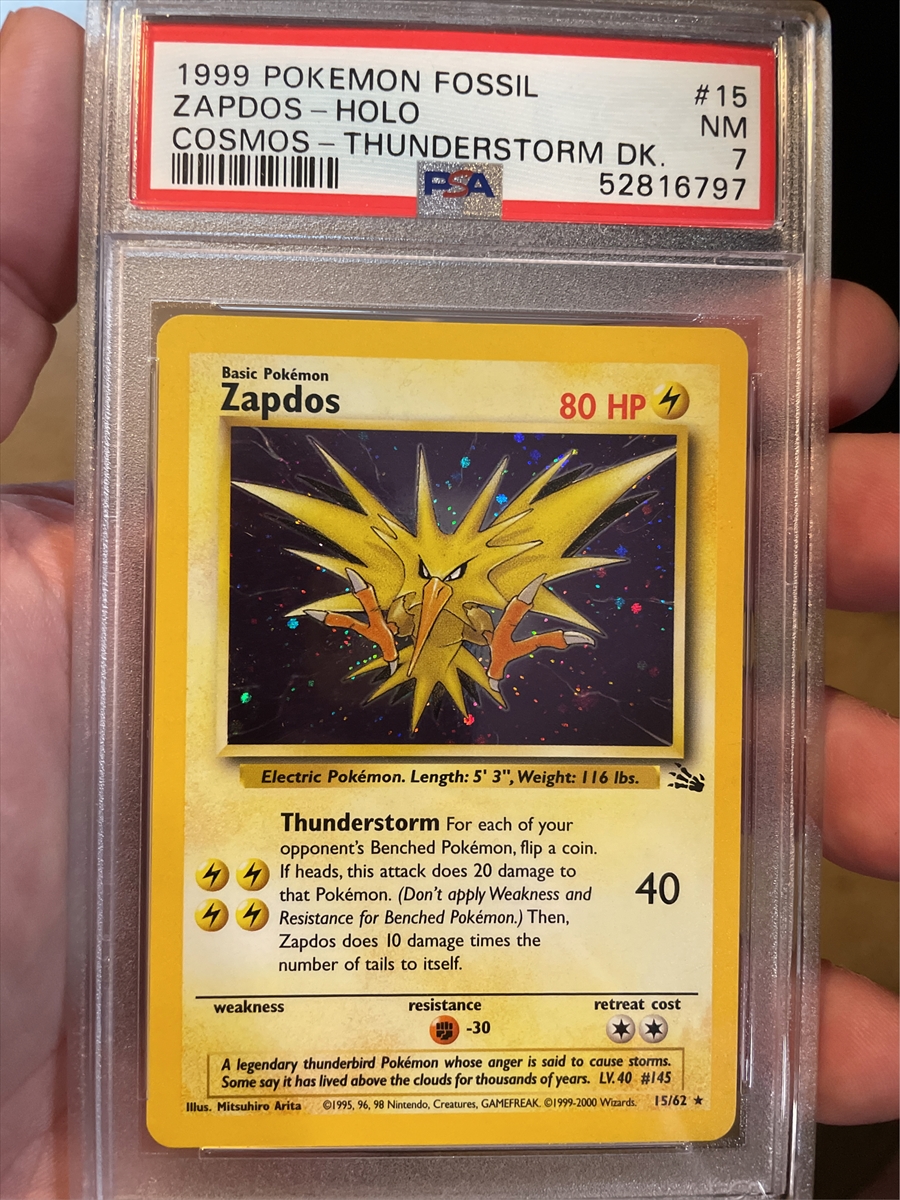 1999 POKEMON FOSSIL #15
ZAPDOS - HOLO NM
COSMOS - THUNDERSTORM DK. 7
PSA 52816797
Basic Pokémon
Zapdos 80 HP
Electric Pokémon. Length: 5' 3", Weight: 116 lbs.
Thunderstorm For each of your
opponent's Benched Pokémon, flip a coin.
If heads, this attack does 20 damage to
that Pokémon. (Don't apply Weakness and
Resistance for Benched Pokémon.) Then,
Zapdos does 10 damage times the
number of tails to itself.
40
weakness resistance retreat cost
-30
A legendary thunderbird Pokémon whose anger is said to cause storms.
Some say it has lived above the clouds for thousands of years. LV. 40 #145
Illus. Mitsuhiro Arita ©1995, 96, 98 Nintendo, Creatures, GAMEFREAK. ©1999-2000 Wizards. 15/62 ★